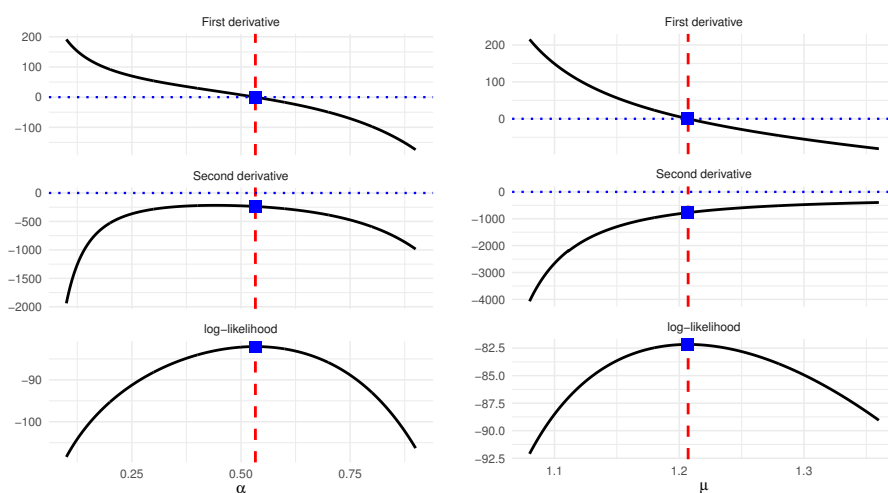 First derivative
200
100
0
−100
Second derivative
0
−500
−1000
−1500
−2000
log−likelihood
−90
−100
0.25 0.50 0.75
α
First derivative
200
100
0
Second derivative
0
−1000
−2000
−3000
−4000
log−likelihood
−82.5
−85.0
−87.5
−90.0
−92.5
1.1 1.2 1.3
μ